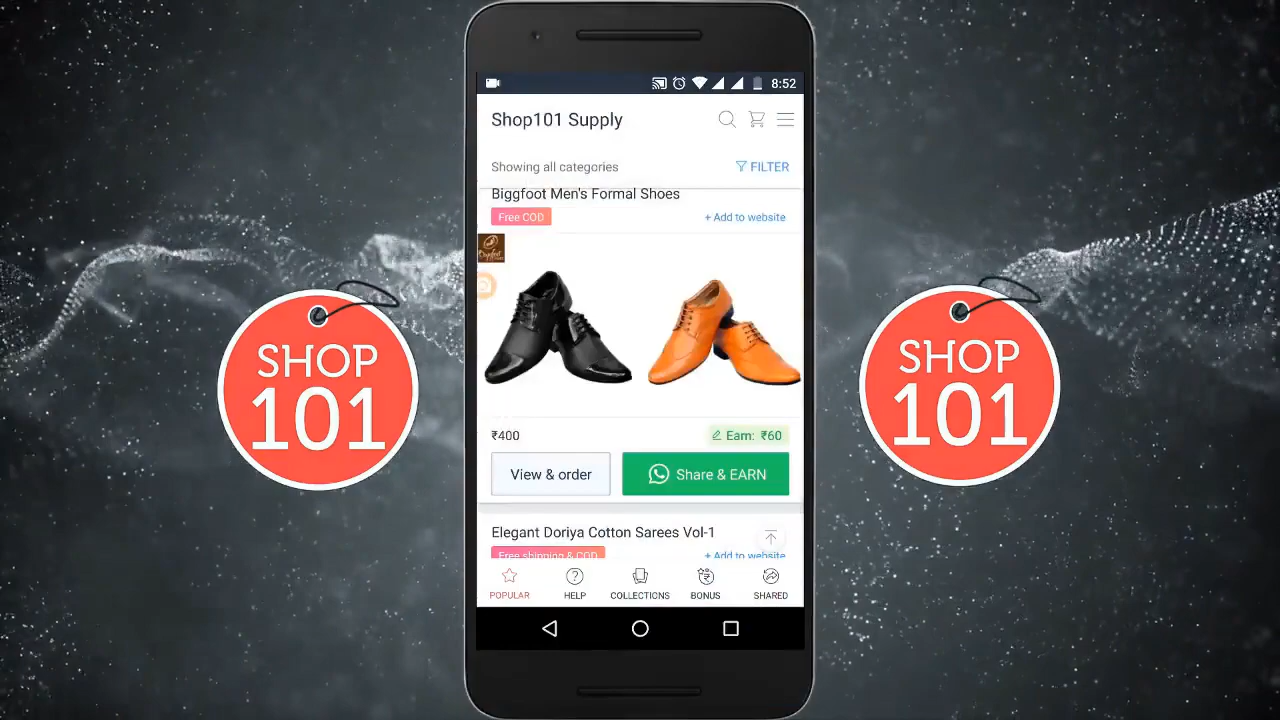 8:52
Shop101 Supply
Showing all categories
FILTER
Biggfoot Men's Formal Shoes
Free COD
+ Add to website
SHOP
101
SHOP
101
₹400
Earn: ₹60
View & order
Share & EARN
Elegant Doriya Cotton Sarees Vol-1
Free shipping & COD
+ Add to website
POPULAR
HELP
COLLECTIONS
BONUS
SHARED